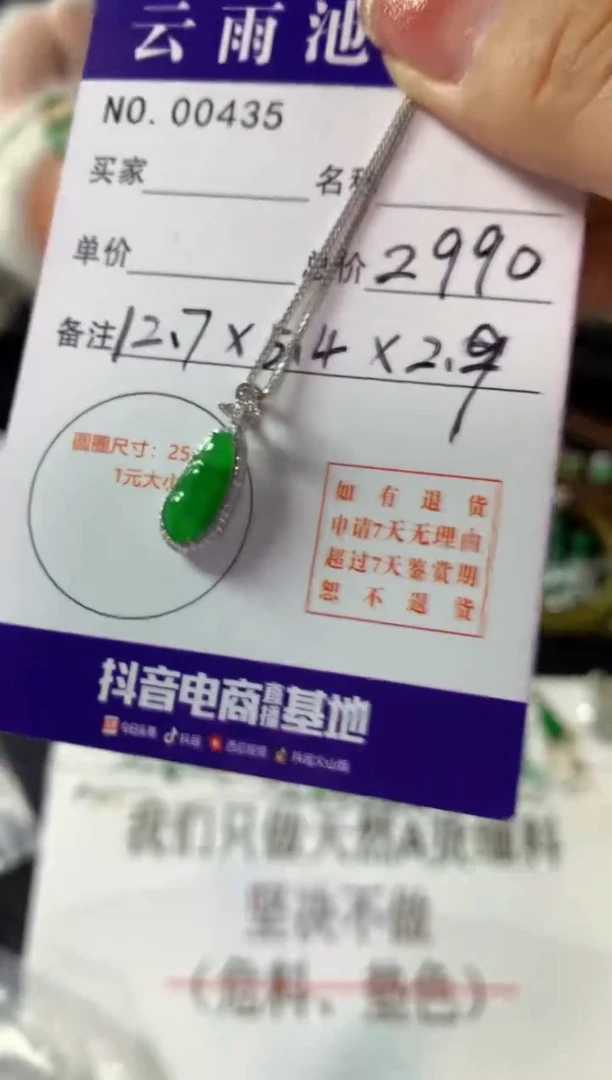 云雨池
NO. 00435
买家 名称
单价 总价 2990
备注 12.7 × 5.4 × 2.9
圆圈尺寸：25
1元大小
如有退货
申请7天无理由
超过7天鉴赏期
恕不退货
抖音电商直播基地
今日头条 抖音 西瓜视频 抖音火山版
我们只做天然A货翡翠料
坚决不做